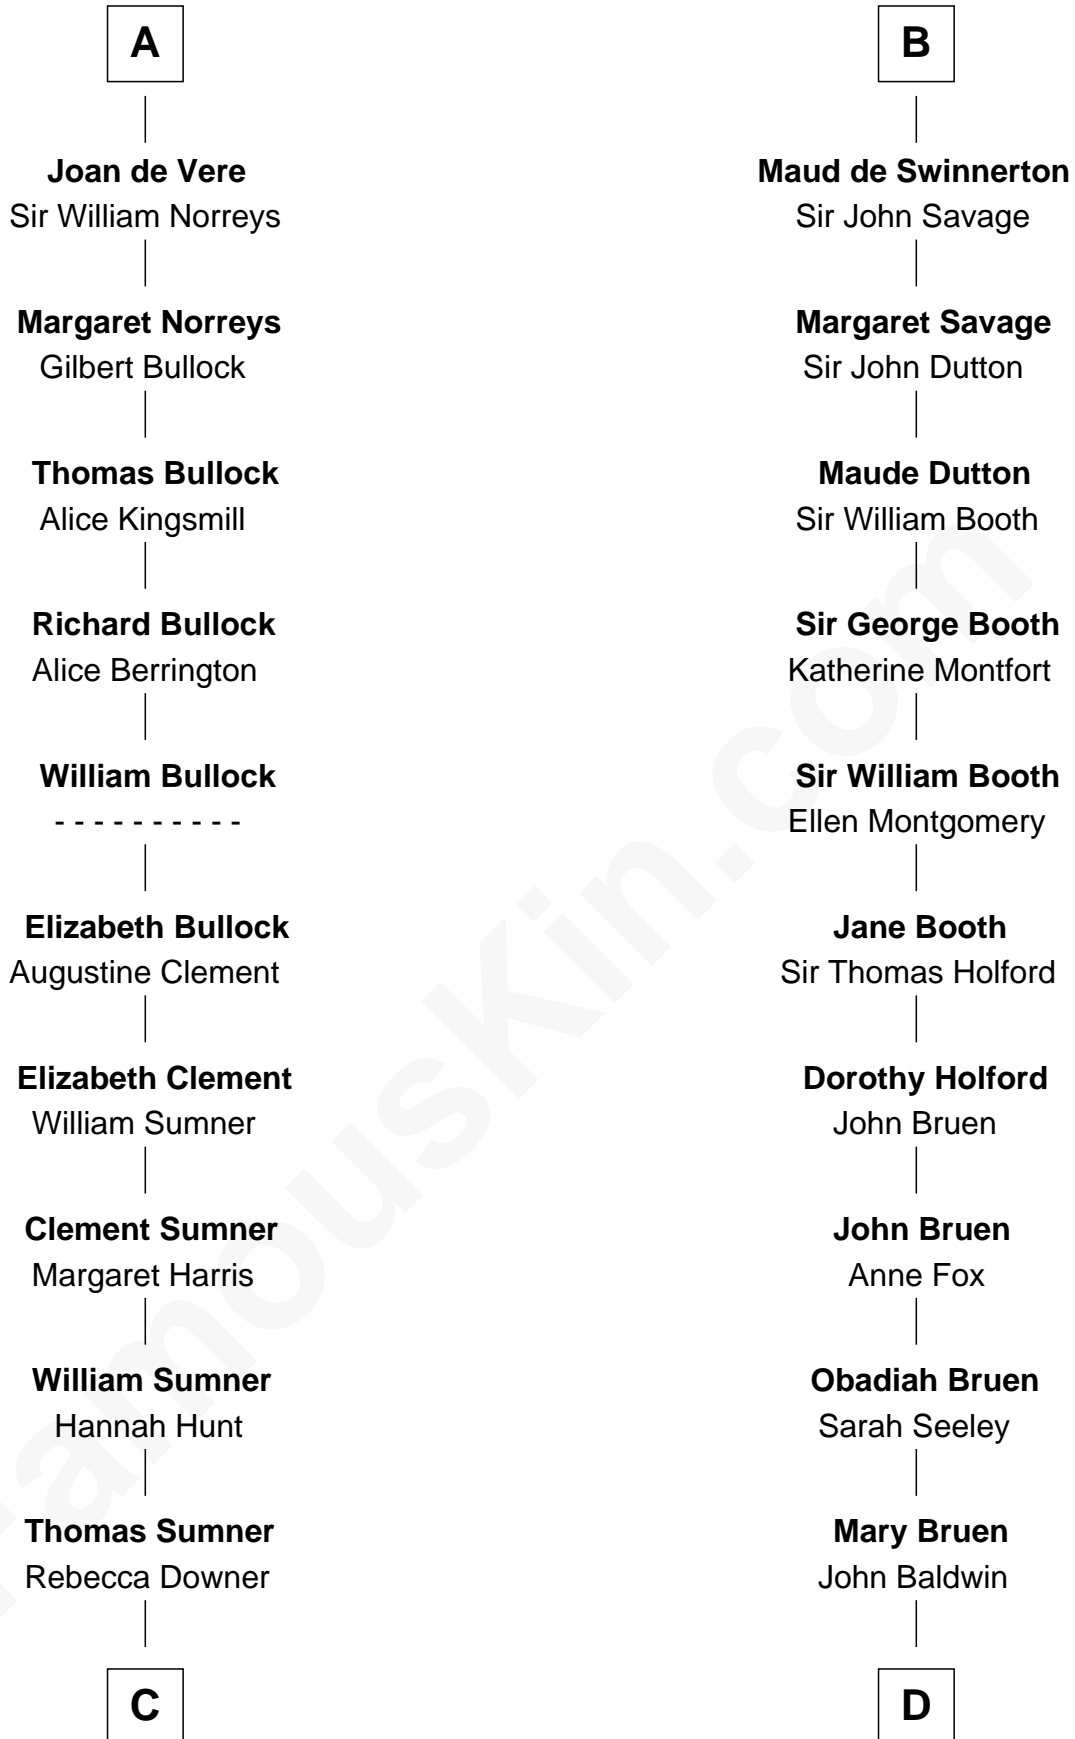 A
Joan de Vere
Sir William Norreys
Margaret Norreys
Gilbert Bullock
Thomas Bullock
Alice Kingsmill
Richard Bullock
Alice Berrington
William Bullock
- - - - - - - - - -
Elizabeth Bullock
Augustine Clement
Elizabeth Clement
William Sumner
Clement Sumner
Margaret Harris
William Sumner
Hannah Hunt
Thomas Sumner
Rebecca Downer
C
B
Maud de Swinnerton
Sir John Savage
Margaret Savage
Sir John Dutton
Maude Dutton
Sir William Booth
Sir George Booth
Katherine Montfort
Sir William Booth
Ellen Montgomery
Jane Booth
Sir Thomas Holford
Dorothy Holford
John Bruen
John Bruen
Anne Fox
Obadiah Bruen
Sarah Seeley
Mary Bruen
John Baldwin
D
FamousKin.com